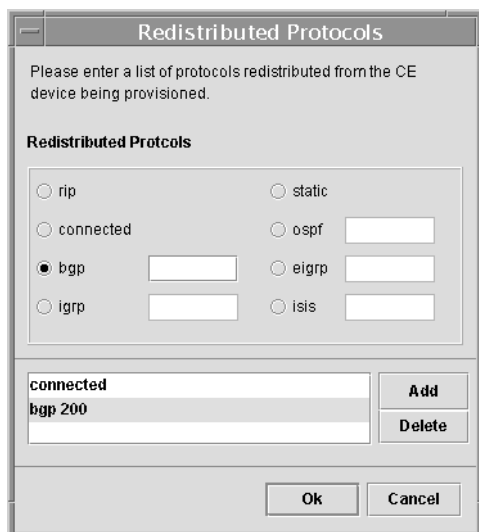 Redistributed Protocols
Please enter a list of protocols redistributed from the CE
device being provisioned.
Redistributed Protcols
rip
static
connected
ospf
bgp
eigrp
igrp
isis
connected
bgp 200
Add
Delete
Ok
Cancel